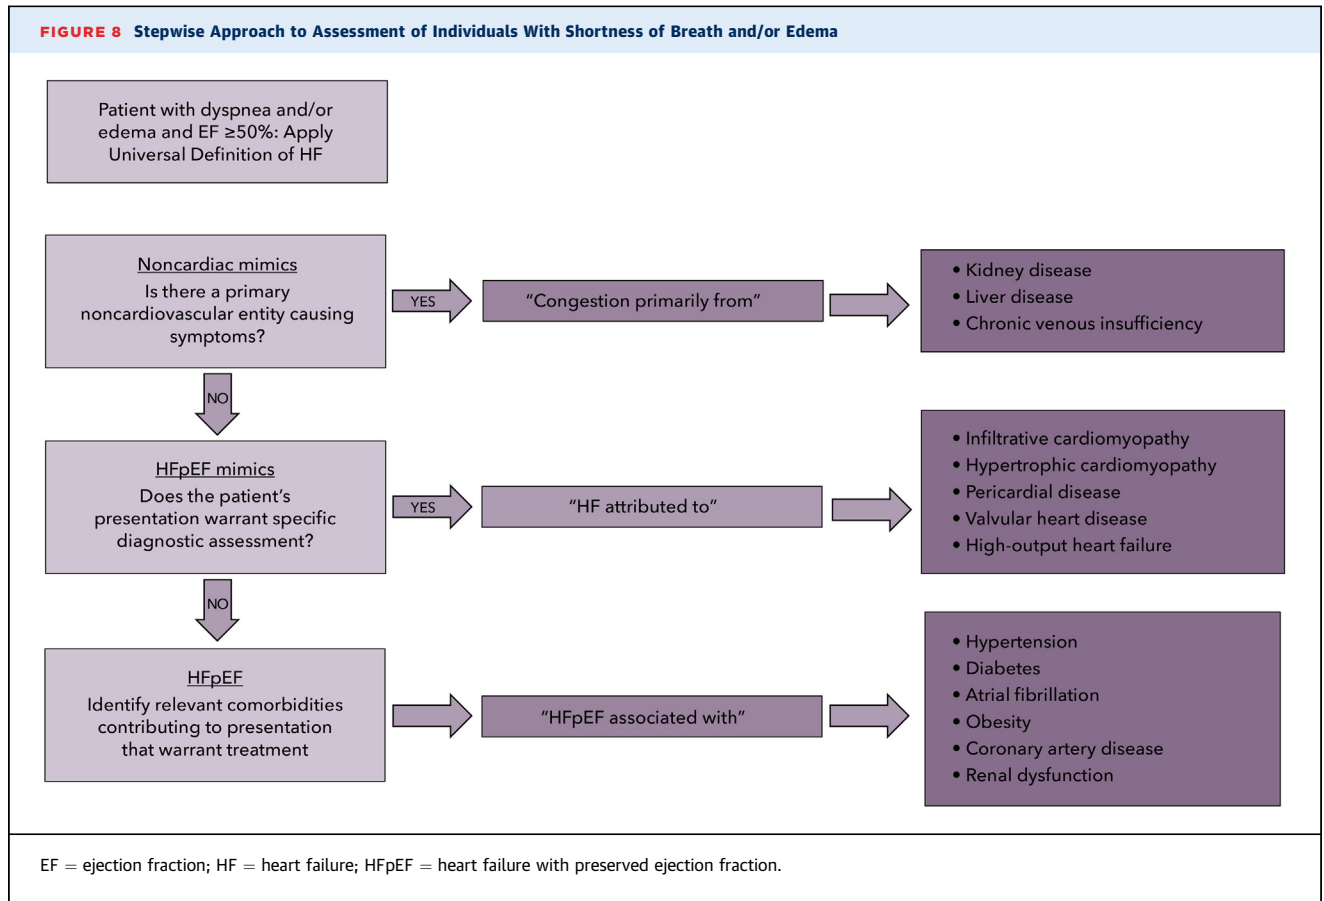 FIGURE 8 Stepwise Approach to Assessment of Individuals With Shortness of Breath and/or Edema
Patient with dyspnea and/or
edema and EF ≥50%: Apply
Universal Definition of HF
Noncardiac mimics
Is there a primary
noncardiovascular entity causing
symptoms?
YES
"Congestion primarily from"
• Kidney disease
• Liver disease
• Chronic venous insufficiency
NO
HFpEF mimics
Does the patient's
presentation warrant specific
diagnostic assessment?
YES
"HF attributed to"
• Infiltrative cardiomyopathy
• Hypertrophic cardiomyopathy
• Pericardial disease
• Valvular heart disease
• High-output heart failure
NO
HFpEF
Identify relevant comorbidities
contributing to presentation
that warrant treatment
"HFpEF associated with"
• Hypertension
• Diabetes
• Atrial fibrillation
• Obesity
• Coronary artery disease
• Renal dysfunction
EF = ejection fraction; HF = heart failure; HFpEF = heart failure with preserved ejection fraction.